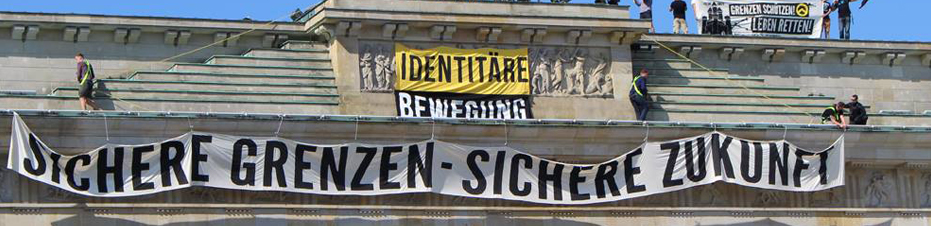 GRENZEN SCHÜTZEN!
LEBEN RETTEN!
IDENTITÄRE
BEWEGUNG
SICHERE GRENZEN - SICHERE ZUKUNFT